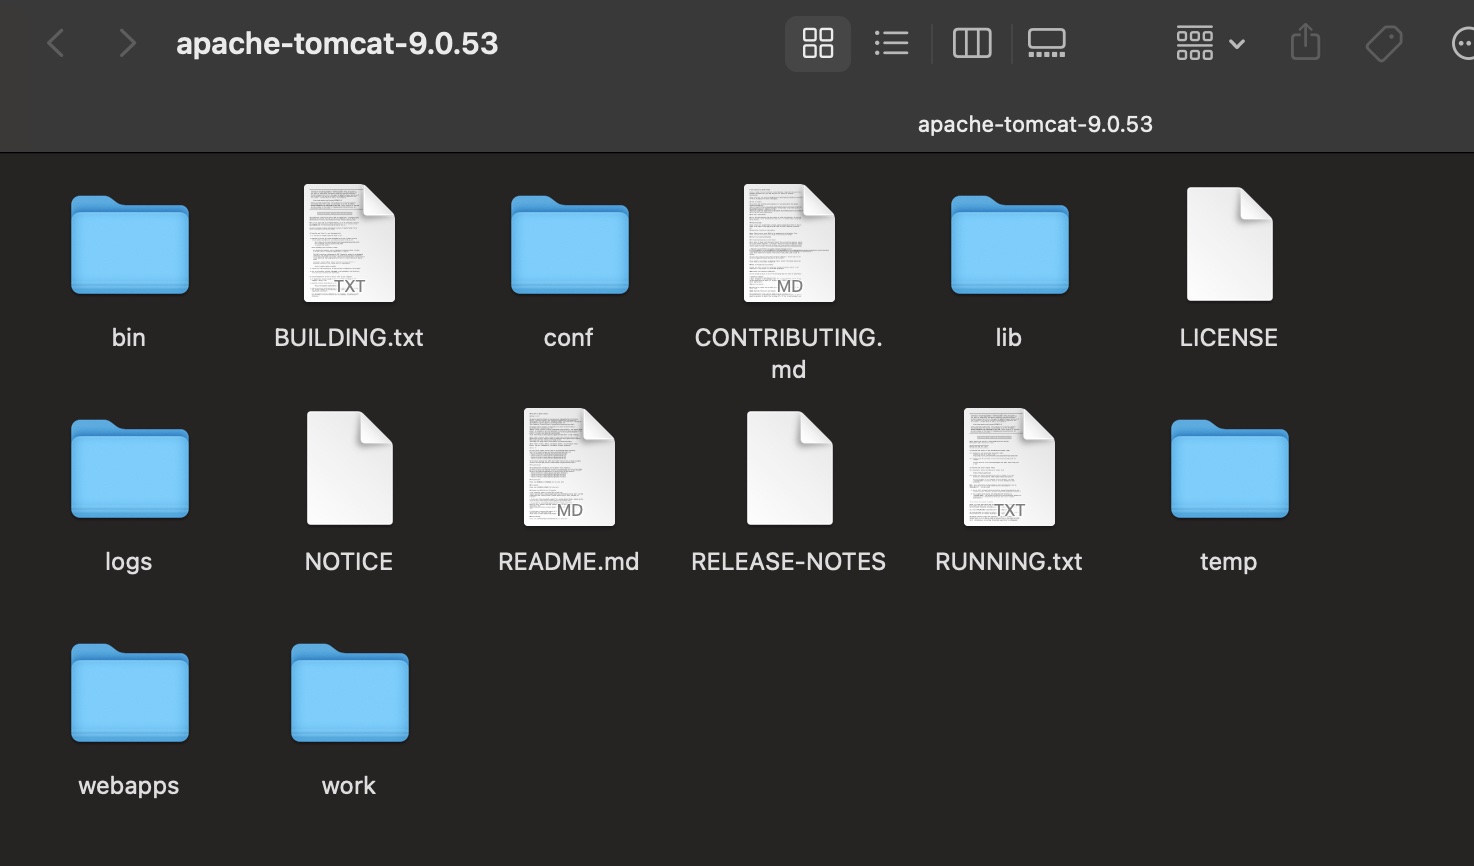 apache-tomcat-9.0.53
apache-tomcat-9.0.53
bin
TXT
BUILDING.txt
conf
MD
CONTRIBUTING.
md
lib
LICENSE
logs
NOTICE
MD
README.md
RELEASE-NOTES
TXT
RUNNING.txt
temp
webapps
work